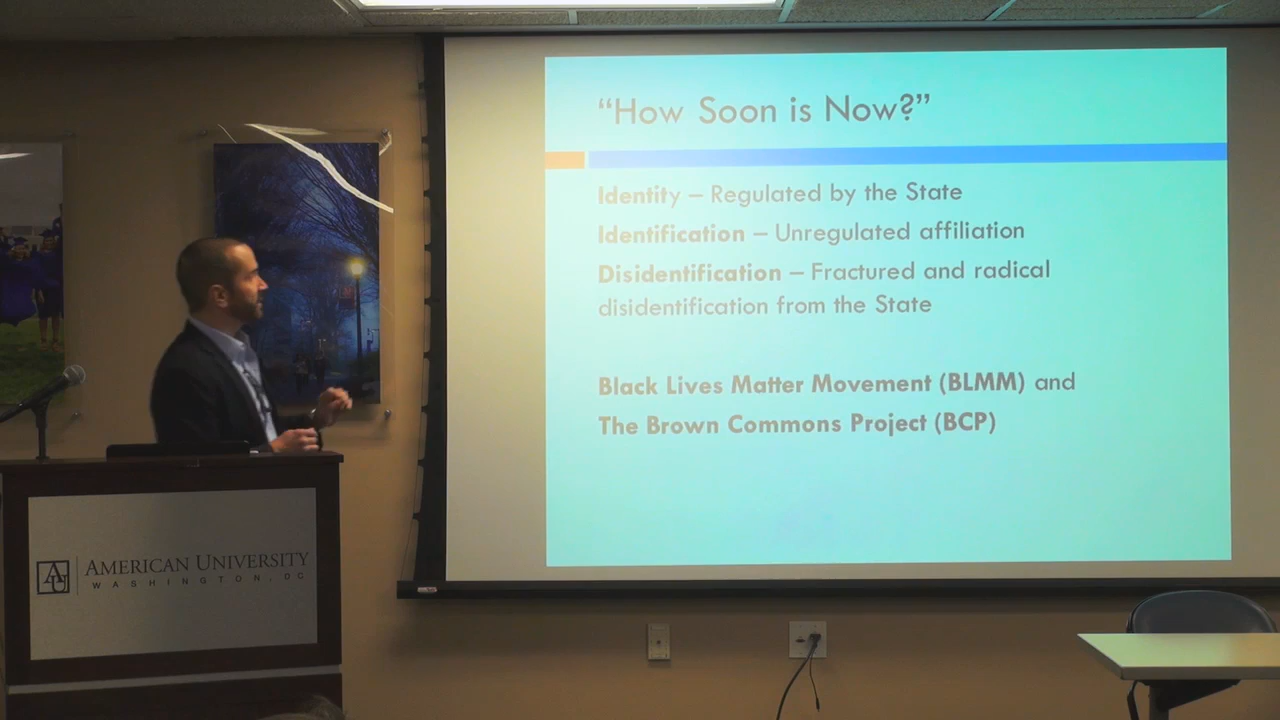 “How Soon is Now?”
Identity – Regulated by the State
Identification – Unregulated affiliation
Disidentification – Fractured and radical
disidentification from the State
Black Lives Matter Movement (BLMM) and
The Brown Commons Project (BCP)
AU
AMERICAN UNIVERSITY
WASHINGTON, DC